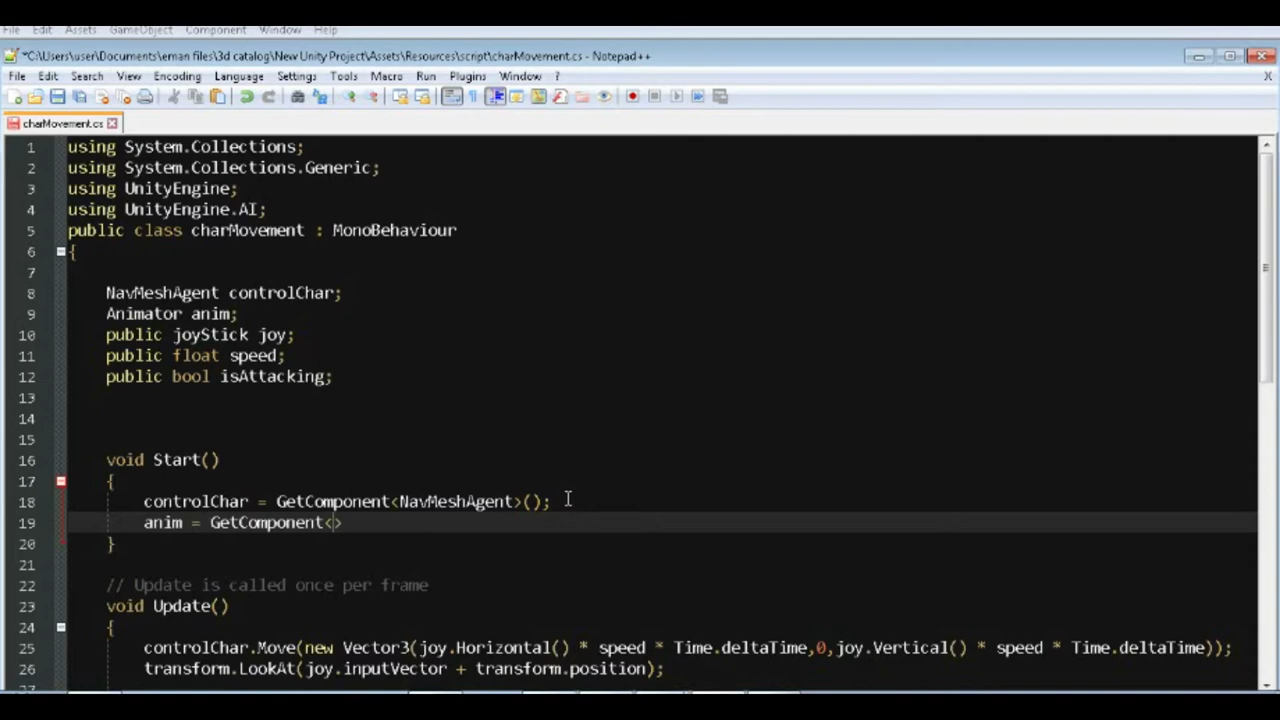 File Edit Assets GameObject Component Window Help
*C:\Users\user\Documents\eman files\3d catalog\New Unity Project\Assets\Resources\script\charMovement.cs - Notepad++
File Edit Search View Encoding Language Settings Tools Macro Run Plugins Window ? X
charMovement.cs
1 using System.Collections;
2 using System.Collections.Generic;
3 using UnityEngine;
4 using UnityEngine.AI;
5 public class charMovement : MonoBehaviour
6 {
7
8 NavMeshAgent controlChar;
9 Animator anim;
10 public joyStick joy;
11 public float speed;
12 public bool isAttacking;
13
14
15
16 void Start()
17 {
18 controlChar = GetComponent<NavMeshAgent>();
19 anim = GetComponent<>
20 }
21
22 // Update is called once per frame
23 void Update()
24 {
25 controlChar.Move(new Vector3(joy.Horizontal() * speed * Time.deltaTime,0,joy.Vertical() * speed * Time.deltaTime));
26 transform.LookAt(joy.inputVector + transform.position);
27